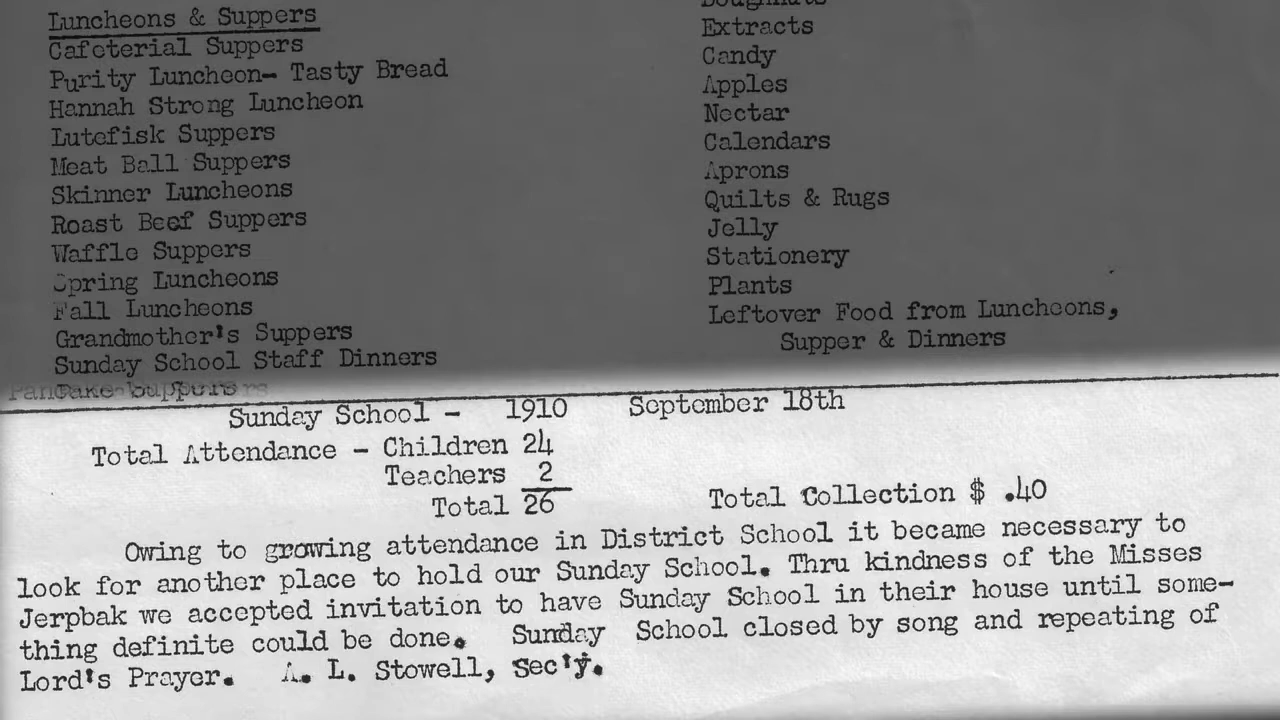 Luncheons & Suppers
Cafeterial Suppers
Purity Luncheon- Tasty Bread
Hannah Strong Luncheon
Lutefisk Suppers
Meat Ball Suppers
Skinner Luncheons
Roast Beef Suppers
Waffle Suppers
Spring Luncheons
Fall Luncheons
Grandmother's Suppers
Sunday School Staff Dinners
Pancake Suppers
Doughnuts
Extracts
Candy
Apples
Nectar
Calendars
Aprons
Quilts & Rugs
Jelly
Stationery
Plants
Leftover Food from Luncheons,
Supper & Dinners
Sunday School - 1910 September 18th
Total Attendance - Children 24
Teachers 2
Total 26 Total Collection $ .40
Owing to growing attendance in District School it became necessary to
look for another place to hold our Sunday School. Thru kindness of the Misses
Jerpbak we accepted invitation to have Sunday School in their house until some-
thing definite could be done. Sunday School closed by song and repeating of
Lord's Prayer. A. L. Stowell, Sec'y.